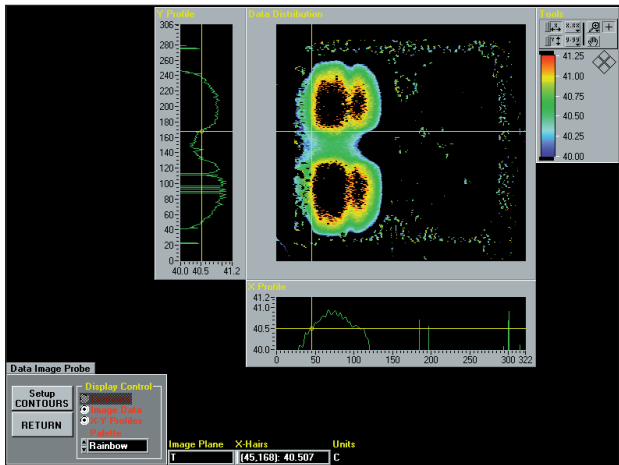 Y Profile
Data Distribution
Tools
306
280
260
240
220
200
180
160
140
120
100
80
60
40
20
0
40.0 40.5 41.2
X.XX
Y.YY
41.25
41.00
40.75
40.50
40.25
40.00
X Profile
41.2
41.0
40.5
40.0
0 50 100 150 200 250 300 322
Data Image Probe
Setup
CONTOURS
RETURN
Display Control
Image Data
X-Y Profiles
Palette
Rainbow
Image Plane X-Hairs Units
T (45,168): 40.507 C